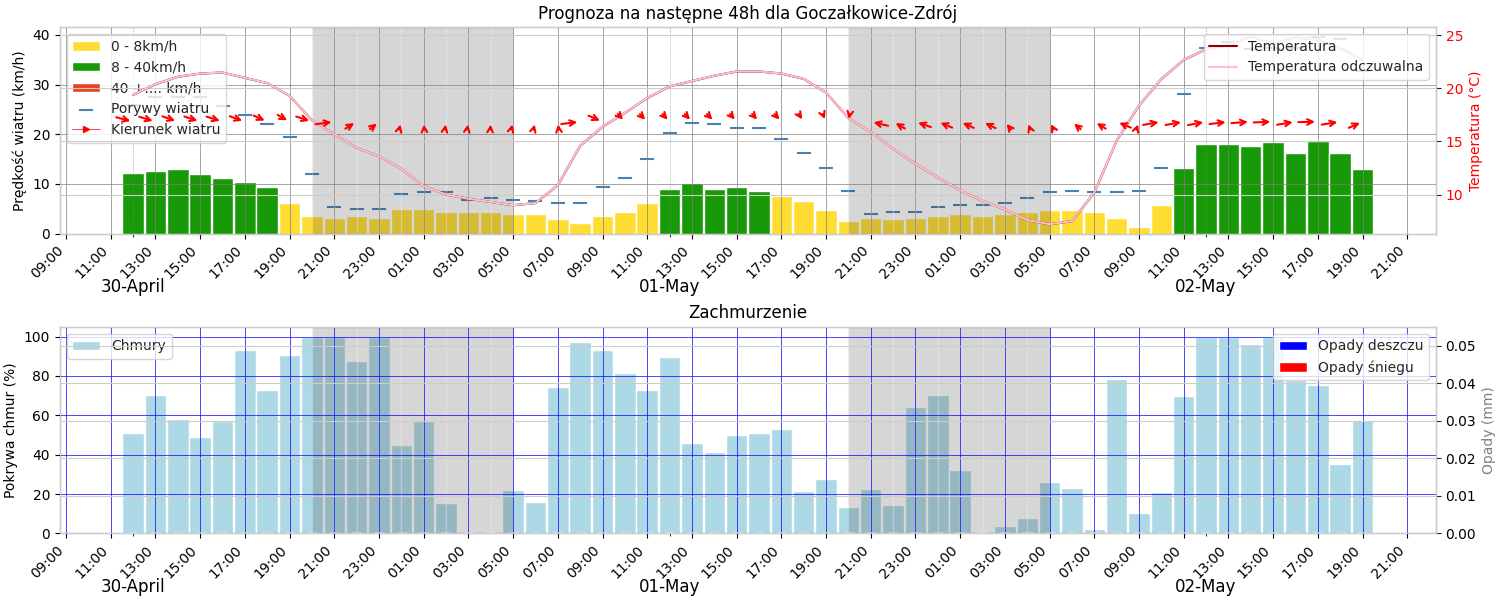 Prognoza na następne 48h dla Goczałkowice-Zdrój
Prędkość wiatru (km/h)
40
30
20
10
0
0 - 8km/h
8 - 40km/h
40 +.... km/h
Porywy wiatru
Kierunek wiatru
Temperatura
Temperatura odczuwalna
25
20
15
10
Temperatura (°C)
09:00 11:00 13:00 15:00 17:00 19:00 21:00 23:00 01:00 03:00 05:00 07:00 09:00 11:00 13:00 15:00 17:00 19:00 21:00 23:00 01:00 03:00 05:00 07:00 09:00 11:00 13:00 15:00 17:00 19:00 21:00
30-April 01-May 02-May
Zachmurzenie
Pokrywa chmur (%)
100
80
60
40
20
0
Chmury
Opady deszczu
Opady śniegu
0.05
0.04
0.03
0.02
0.01
0.00
Opady (mm)
09:00 11:00 13:00 15:00 17:00 19:00 21:00 23:00 01:00 03:00 05:00 07:00 09:00 11:00 13:00 15:00 17:00 19:00 21:00 23:00 01:00 03:00 05:00 07:00 09:00 11:00 13:00 15:00 17:00 19:00 21:00
30-April 01-May 02-May